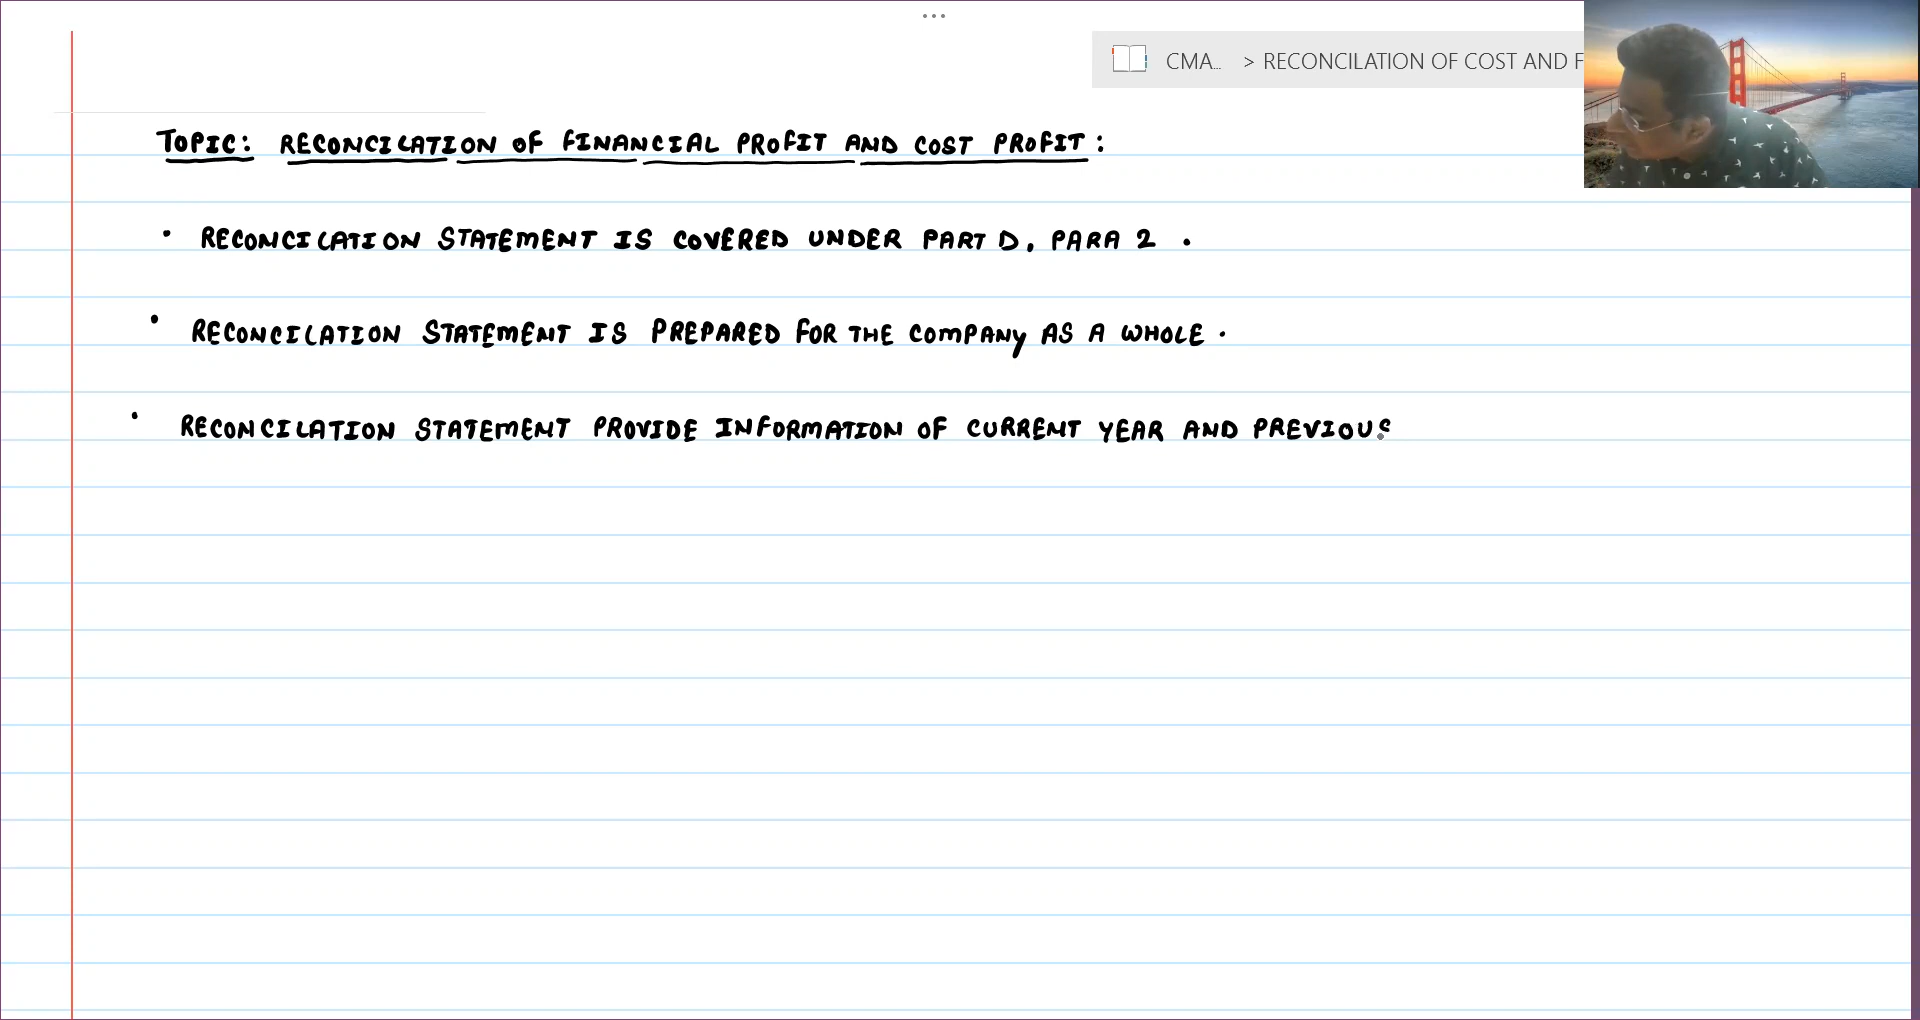 CMA... > RECONCILATION OF COST AND F
TOPIC: RECONCILATION OF FINANCIAL PROFIT AND COST PROFIT:
• RECONCILATION STATEMENT IS COVERED UNDER PART D, PARA 2.
• RECONCILATION STATEMENT IS PREPARED FOR THE COMPANY AS A WHOLE.
• RECONCILATION STATEMENT PROVIDE INFORMATION OF CURRENT YEAR AND PREVIOUS